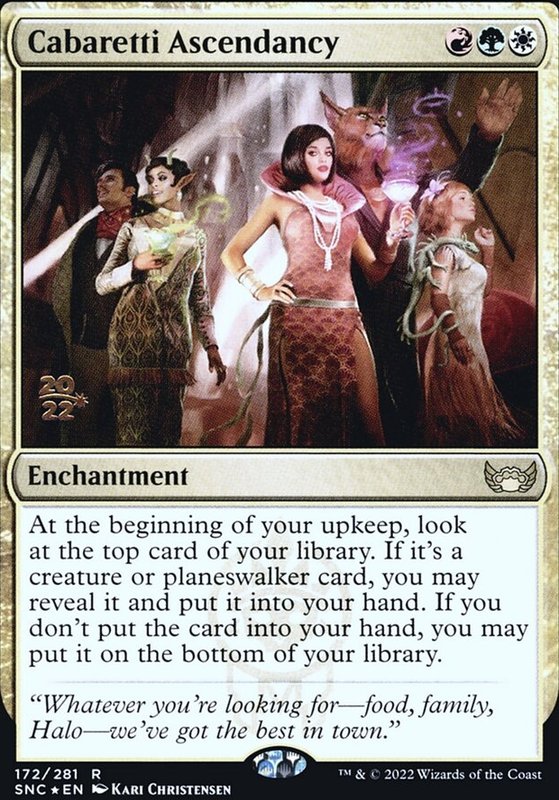 Cabaretti Ascendancy
20
22
Enchantment
At the beginning of your upkeep, look
at the top card of your library. If it's a
creature or planeswalker card, you may
reveal it and put it into your hand. If you
don't put the card into your hand, you may
put it on the bottom of your library.
“Whatever you're looking for—food, family,
Halo—we've got the best in town.”
172/281 R
SNC ★ EN Kari Christensen
™ & © 2022 Wizards of the Coast